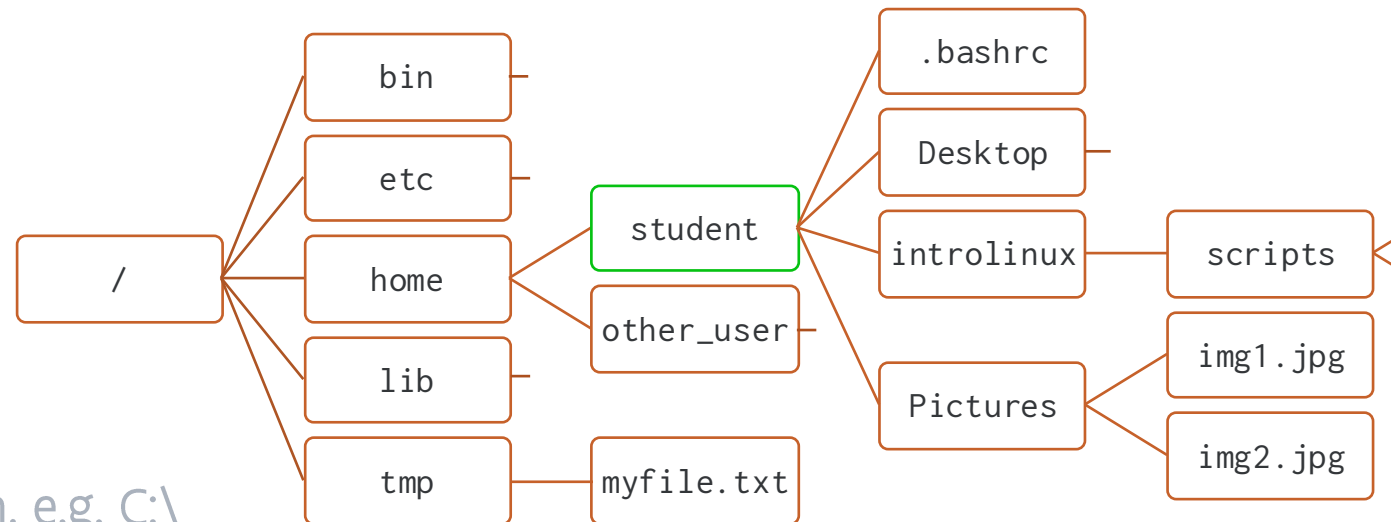 /
bin
etc
home
lib
tmp
student
other_user
myfile.txt
.bashrc
Desktop
introlinux
Pictures
scripts
img1.jpg
img2.jpg
e.g. C:\